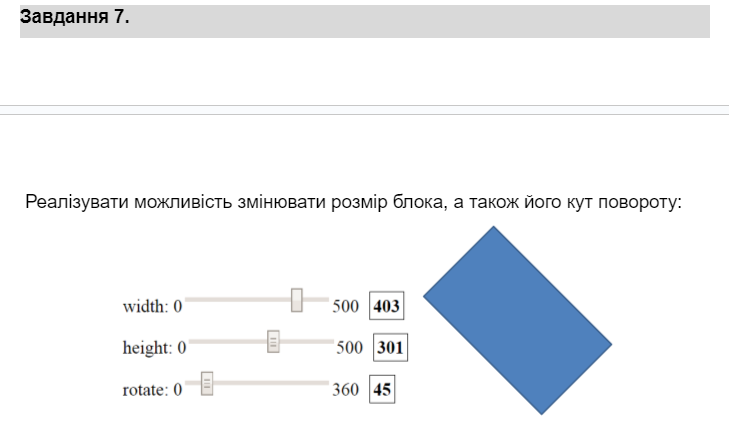 Завдання 7.
Реалізувати можливість змінювати розмір блока, а також його кут повороту:
width: 0 500 403
height: 0 500 301
rotate: 0 360 45